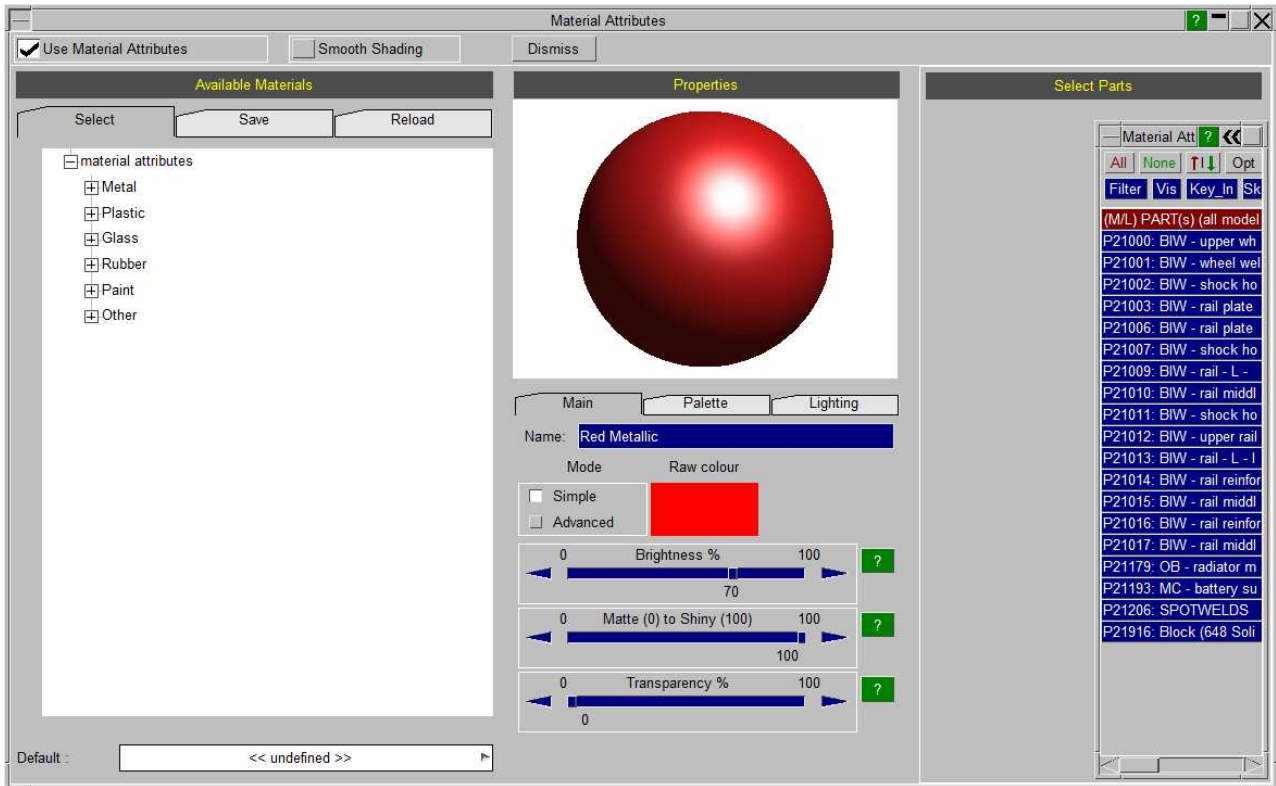 Material Attributes
?
Use Material Attributes
Smooth Shading
Dismiss
Available Materials
Select Save Reload
material attributes
Metal
Plastic
Glass
Rubber
Paint
Other
Default : << undefined >>
Properties
Main Palette Lighting
Name: Red Metallic
Mode Raw colour
Simple
Advanced
0 Brightness % 100 ?
70
0 Matte (0) to Shiny (100) 100 ?
100
0 Transparency % 100 ?
0
Select Parts
Material Att ?
All None Opt
Filter Vis Key_In Sk
(M/L) PART(s) (all model
P21000: BIW - upper wh
P21001: BIW - wheel wel
P21002: BIW - shock ho
P21003: BIW - rail plate
P21006: BIW - rail plate
P21007: BIW - shock ho
P21009: BIW - rail - L -
P21010: BIW - rail middl
P21011: BIW - shock ho
P21012: BIW - upper rail
P21013: BIW - rail - L - I
P21014: BIW - rail reinfor
P21015: BIW - rail middl
P21016: BIW - rail reinfor
P21017: BIW - rail middl
P21179: OB - radiator m
P21193: MC - battery su
P21206: SPOTWELDS
P21916: Block (648 Soli